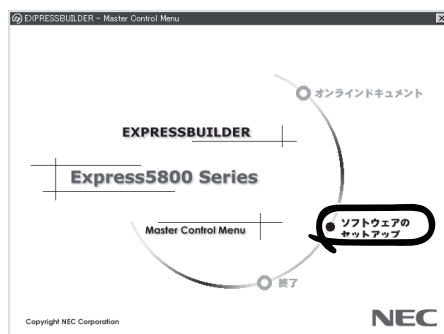 EXPRESSBUILDER - Master Control Menu
オンラインドキュメント
EXPRESSBUILDER
Express5800 Series
Master Control Menu
ソフトウェアの
セットアップ
終了
Copyright NEC Corporation
NEC